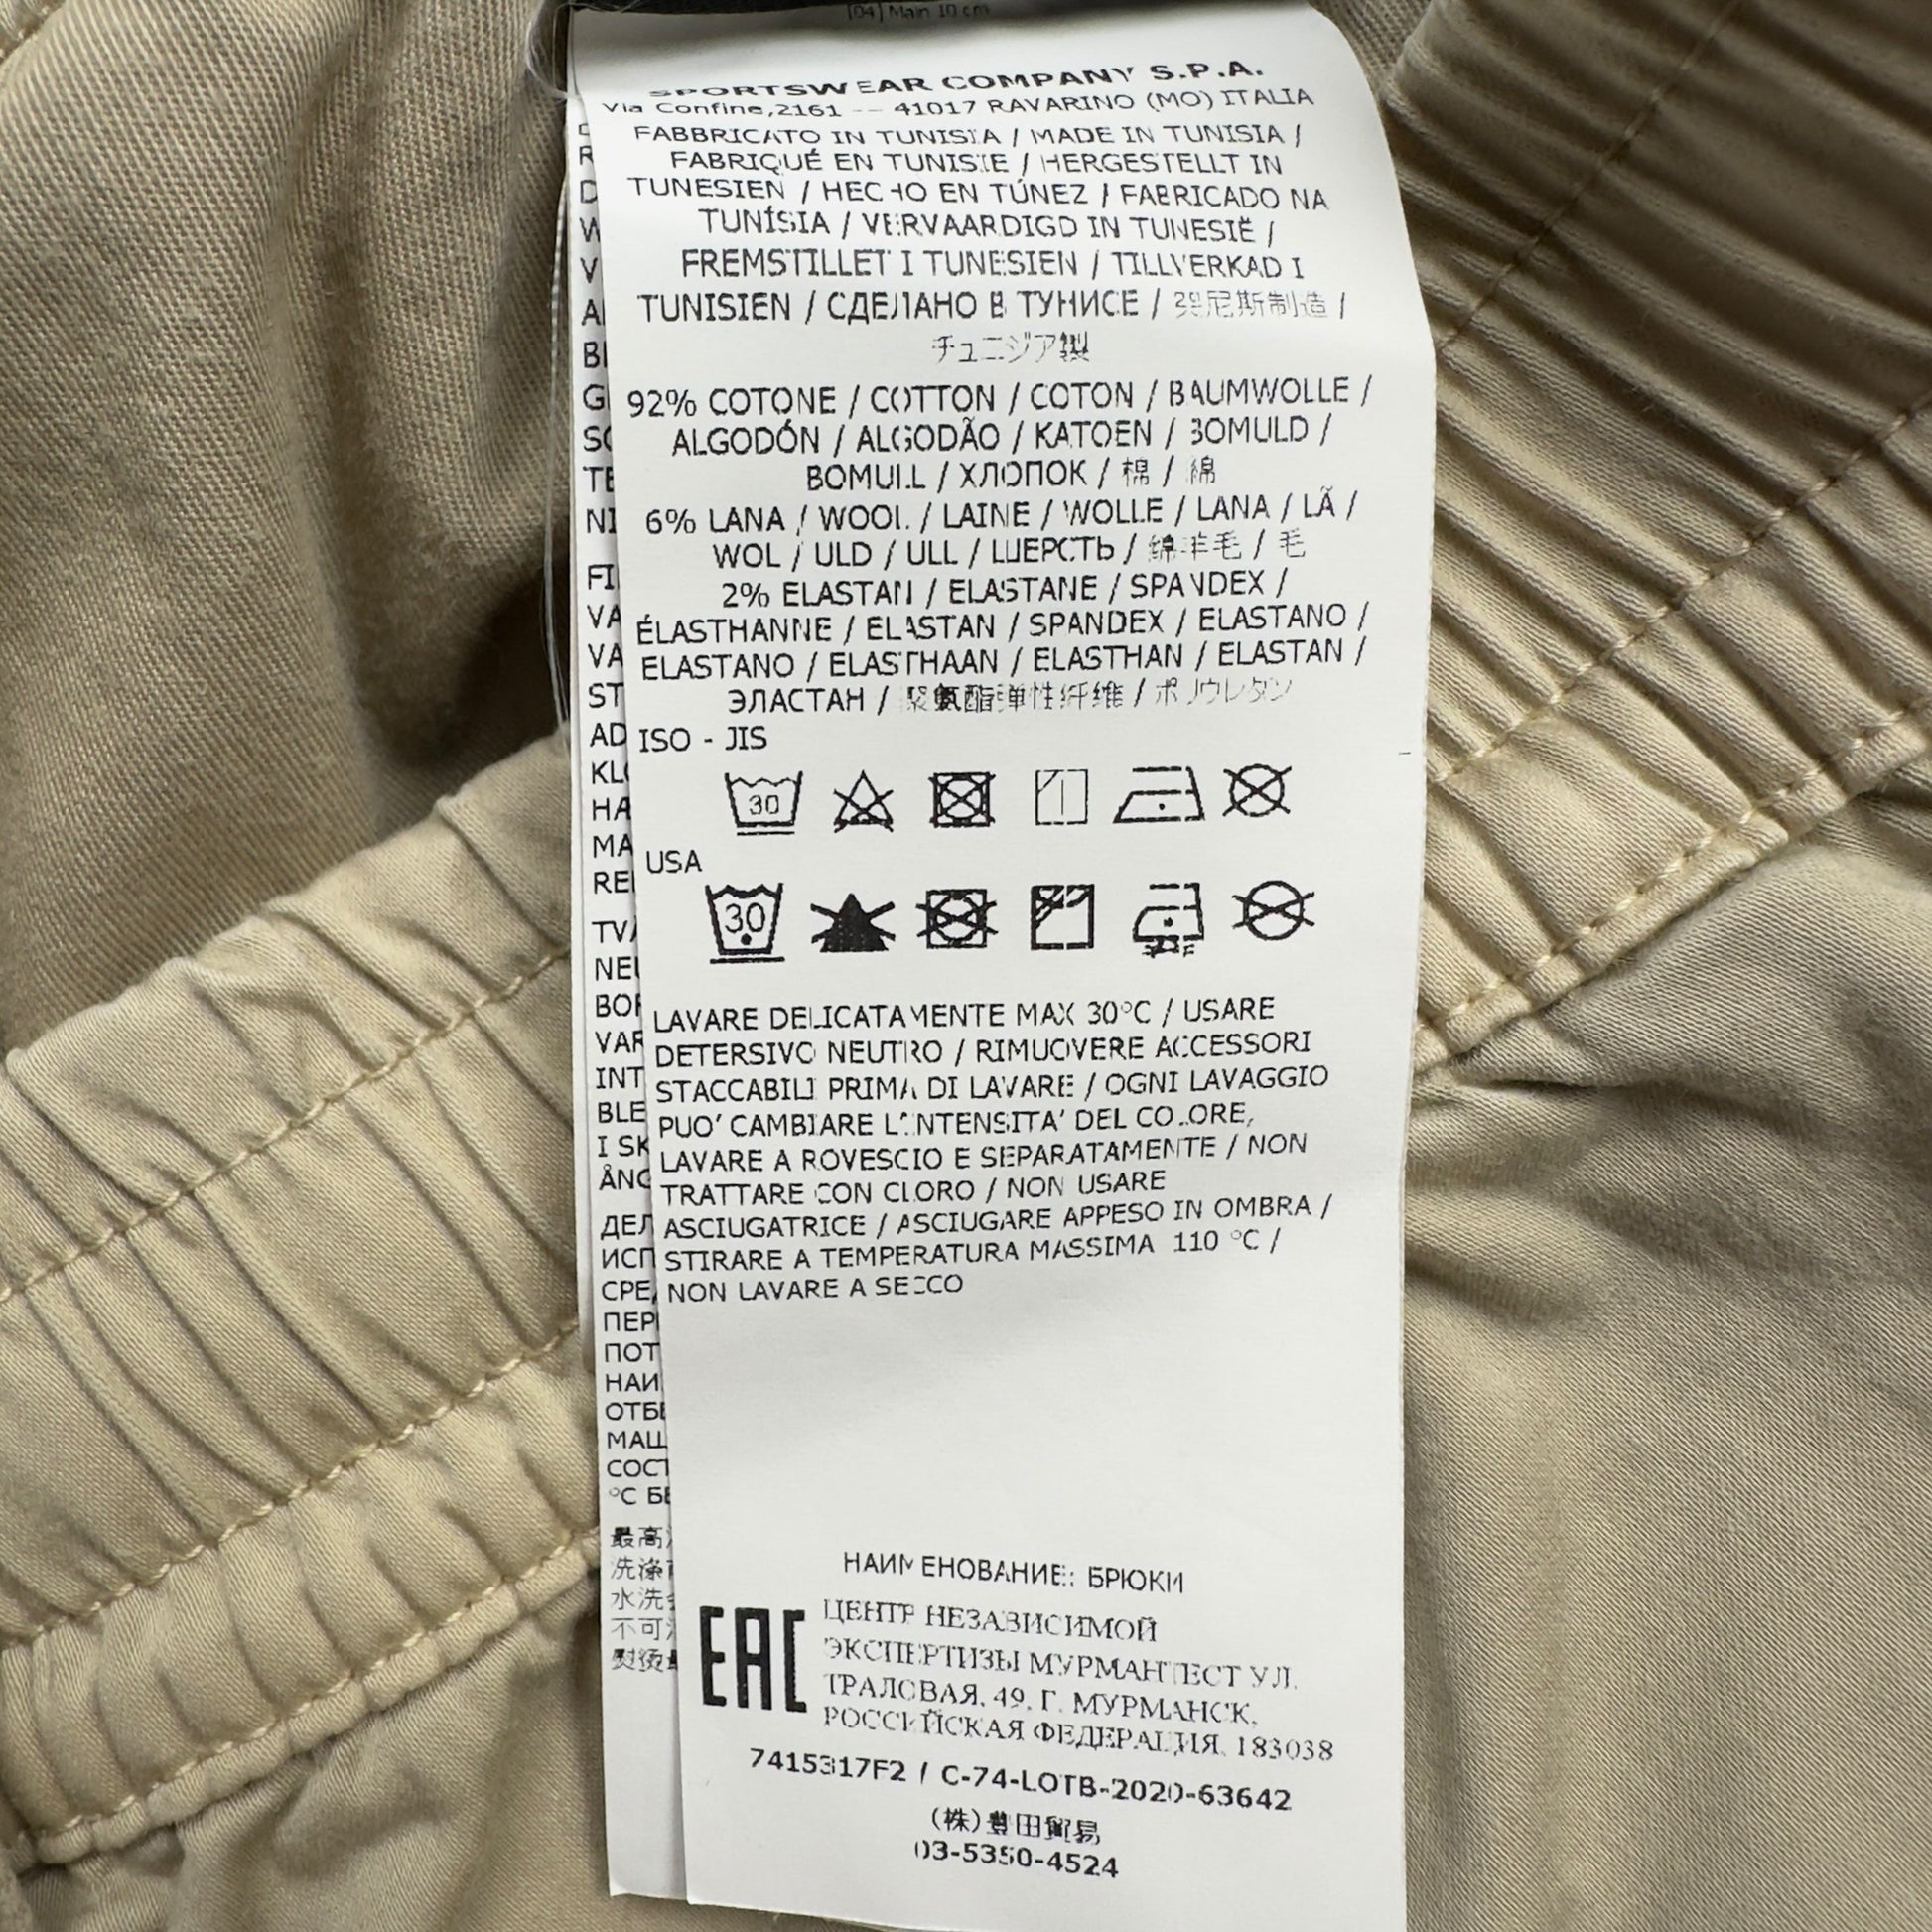 [04] Main 10 cm
SPORTSWEAR COMPANY S.P.A.
Via Confine,2161 -- 41017 RAVARINO (MO) ITALIA
FABBRICATO IN TUNISIA / MADE IN TUNISIA /
FABRIQUÉ EN TUNISIE / HERGESTELLT IN
TUNESIEN / HECHO EN TÚNEZ / FABRICADO NA
TUNÍSIA / VERVAARDIGD IN TUNESIË /
FREMSTILLET I TUNESIEN / TILLVERKAD I
TUNISIEN / СДЕЛАНО В ТУНИСЕ / 突尼斯制造 /
チュニジア製
92% COTONE / COTTON / COTON / BAUMWOLLE /
ALGODÓN / ALGODÃO / KATOEN / BOMULD /
BOMULL / ХЛОПОК / 棉 / 綿
6% LANA / WOOL / LAINE / WOLLE / LANA / LÃ /
WOL / ULD / ULL / ШЕРСТЬ / 绵羊毛 / 毛
2% ELASTAN / ELASTANE / SPANDEX /
ÉLASTHANNE / ELASTAN / SPANDEX / ELASTANO /
ELASTANO / ELASTHAAN / ELASTHAN / ELASTAN /
ЭЛАСТАН / 聚氨酯弹性纤维 / ポリウレタン
ISO - JIS
30
USA
30
LAVARE DELICATAMENTE MAX 30°C / USARE
DETERSIVO NEUTRO / RIMUOVERE ACCESSORI
STACCABILI PRIMA DI LAVARE / OGNI LAVAGGIO
PUO' CAMBIARE L'INTENSITA' DEL COLORE,
LAVARE A ROVESCIO E SEPARATAMENTE / NON
TRATTARE CON CLORO / NON USARE
ASCIUGATRICE / ASCIUGARE APPESO IN OMBRA /
STIRARE A TEMPERATURA MASSIMA 110 °C /
NON LAVARE A SECCO
НАИМЕНОВАНИЕ: БРЮКИ
EAC
ЦЕНТР НЕЗАВИСИМОЙ
ЭКСПЕРТИЗЫ МУРМАНТЕСТ УЛ.
ТРАЛОВАЯ, 49, Г. МУРМАНСК,
РОССИЙСКАЯ ФЕДЕРАЦИЯ, 183038
7415317F2 / C-74-LOTB-2020-63642
(株)豊田貿易
03-5350-4524